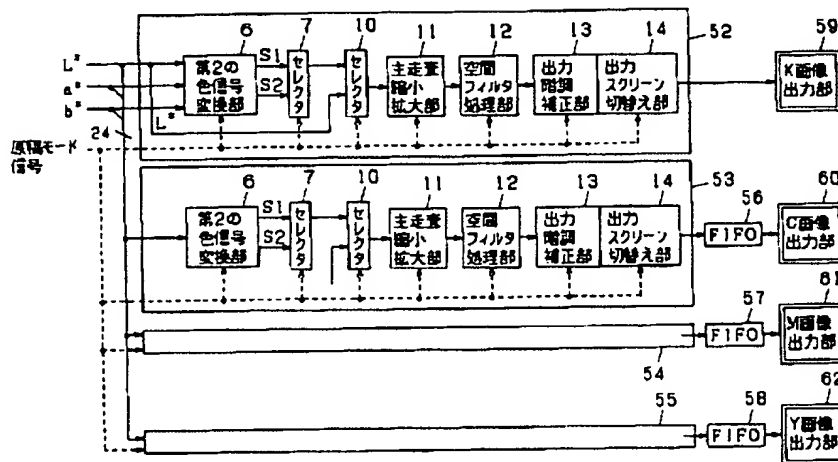 L*
a*
b*
24
原稿モード
信号
6
第2の
色信号
変換部
S1
S2
L*
7
セレクタ
10
セレクタ
11
主走査
縮小
拡大部
12
空間
フィルタ
処理部
13
出力
階調
補正部
14
出力
スクリーン
切替え部
52
59
K画像
出力部
6
第2の
色信号
変換部
S1
S2
7
セレクタ
10
セレクタ
11
主走査
縮小
拡大部
12
空間
フィルタ
処理部
13
出力
階調
補正部
14
出力
スクリーン
切替え部
53
56
FIFO
60
C画像
出力部
54
57
FIFO
61
M画像
出力部
55
58
FIFO
62
Y画像
出力部